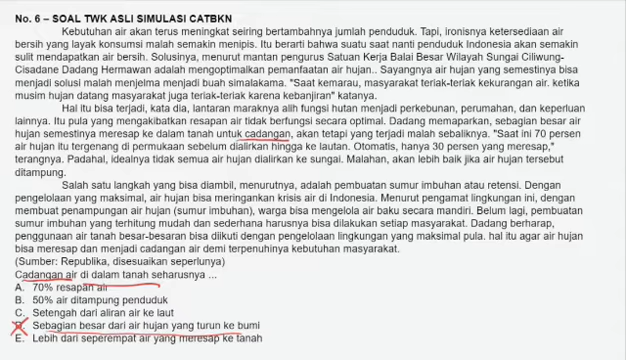 No. 6 – SOAL TWK ASLI SIMULASI CATBKN
Kebutuhan air akan terus meningkat seiring bertambahnya jumlah penduduk. Tapi, ironisnya ketersediaan air
bersih yang layak konsumsi malah semakin menipis. Itu berarti bahwa suatu saat nanti penduduk Indonesia akan semakin
sulit mendapatkan air bersih. Solusinya, menurut mantan pengurus Satuan Kerja Balai Besar Wilayah Sungai Ciliwung-
Cisadane Dadang Hermawan adalah mengoptimalkan pemanfaatan air hujan.. Sayangnya air hujan yang semestinya bisa
menjadi solusi malah menjelma menjadi buah simalakama. "Saat kemarau, masyarakat teriak-teriak kekurangan air. ketika
musim hujan datang masyarakat juga teriak-teriak karena kebanjiran" katanya.
Hal itu bisa terjadi, kata dia, lantaran maraknya alih fungsi hutan menjadi perkebunan, perumahan, dan keperluan
lainnya. Itu pula yang mengakibatkan resapan air tidak berfungsi secara optimal. Dadang memaparkan, sebagian besar air
hujan semestinya meresap ke dalam tanah untuk cadangan, akan tetapi yang terjadi malah sebaliknya. "Saat ini 70 persen
air hujan itu tergenang di permukaan sebelum dialirkan hingga ke lautan. Otomatis, hanya 30 persen yang meresap,"
terangnya. Padahal, idealnya tidak semua air hujan dialirkan ke sungai. Malahan, akan lebih baik jika air hujan tersebut
ditampung.
Salah satu langkah yang bisa diambil, menurutnya, adalah pembuatan sumur imbuhan atau retensi. Dengan
pengelolaan yang maksimal, air hujan bisa meringankan krisis air di Indonesia. Menurut pengamat lingkungan ini, dengan
membuat penampungan air hujan (sumur imbuhan), warga bisa mengelola air baku secara mandiri. Belum lagi, pembuatan
sumur imbuhan yang terhitung mudah dan sederhana harusnya bisa dilakukan setiap masyarakat. Dadang berharap,
penggunaan air tanah besar-besaran bisa diikuti dengan pengelolaan lingkungan yang maksimal pula. hal itu agar air hujan
bisa meresap dan menjadi cadangan air demi terpenuhinya kebutuhan masyarakat.
(Sumber: Republika, disesuaikan seperlunya)
Cadangan air di dalam tanah seharusnya ...
A. 70% resapan air
B. 50% air ditampung penduduk
C. Setengah dari aliran air ke laut
D. Sebagian besar dari air hujan yang turun ke bumi
E. Lebih dari seperempat air yang meresap ke tanah